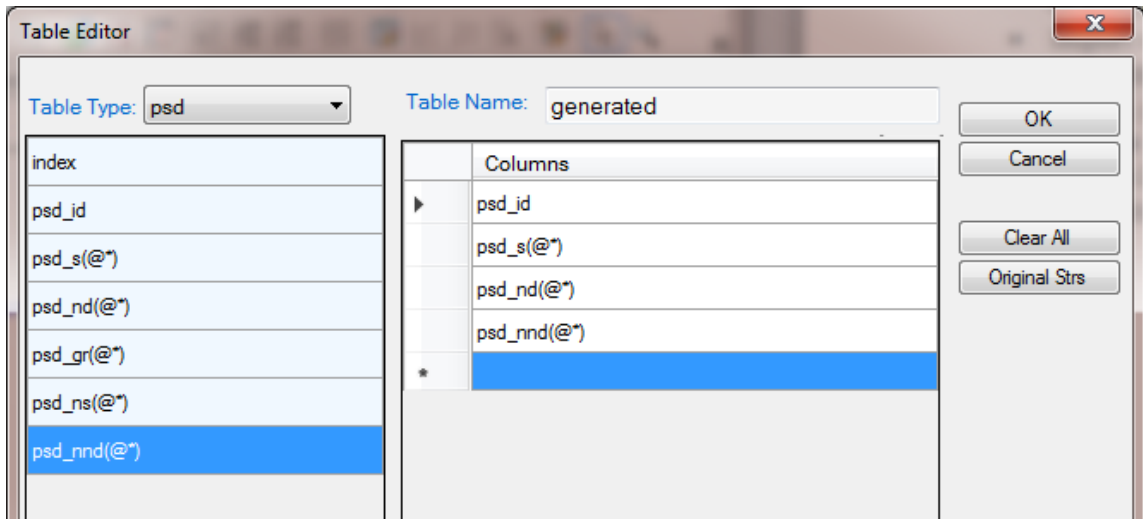 Table Editor
x
Table Type: psd
Table Name: generated
index
psd_id
psd_s(@*)
psd_nd(@*)
psd_gr(@*)
psd_ns(@*)
psd_nnd(@*)
Columns
psd_id
psd_s(@*)
psd_nd(@*)
psd_nnd(@*)
*
OK
Cancel
Clear All
Original Strs